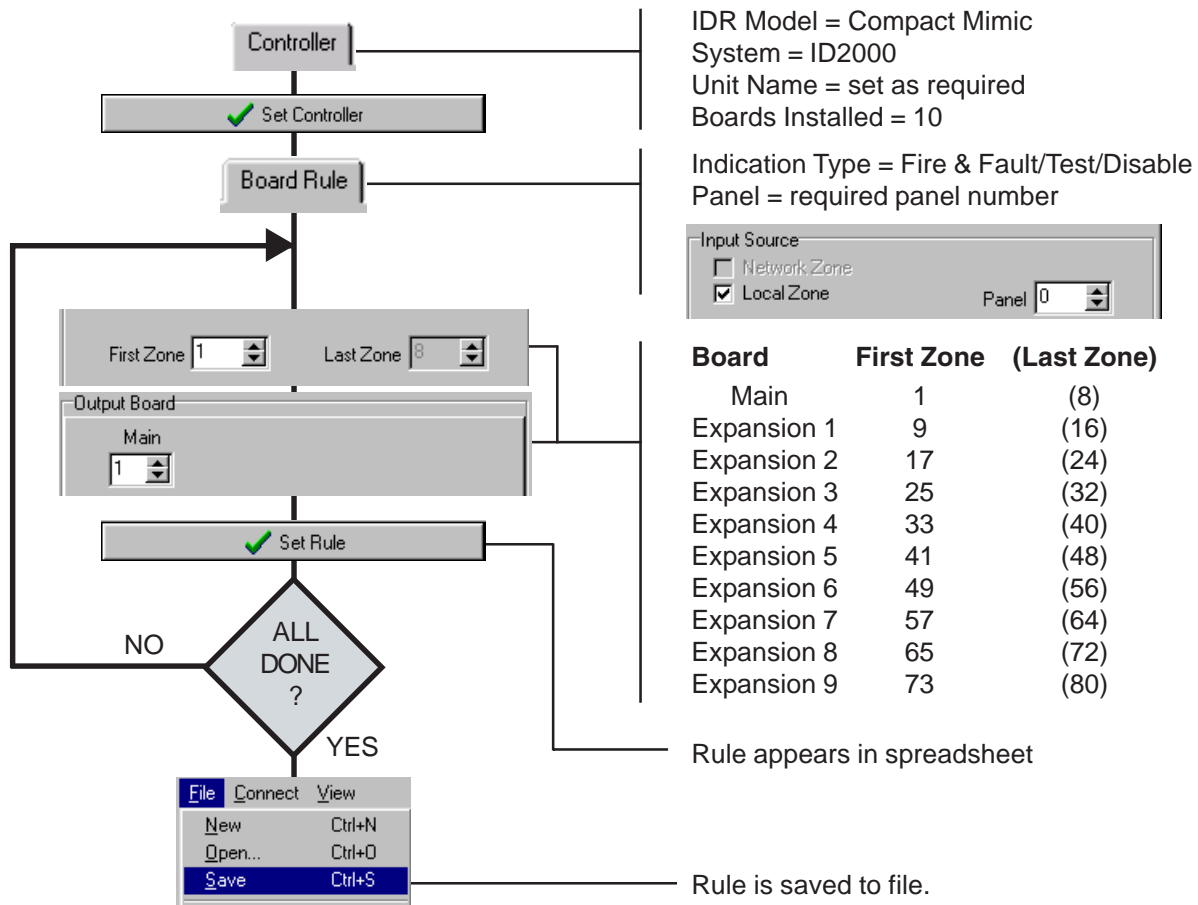 Controller
IDR Model = Compact Mimic
System = ID2000
Unit Name = set as required
Boards Installed = 10
Set Controller
Board Rule
Indication Type = Fire & Fault/Test/Disable
Panel = required panel number
Input Source
Network Zone
Local Zone
Panel 0
First Zone 1 Last Zone 8
Output Board
Main
1
Board First Zone (Last Zone)
Main 1 (8)
Expansion 1 9 (16)
Expansion 2 17 (24)
Expansion 3 25 (32)
Expansion 4 33 (40)
Expansion 5 41 (48)
Expansion 6 49 (56)
Expansion 7 57 (64)
Expansion 8 65 (72)
Expansion 9 73 (80)
Set Rule
NO
ALL
DONE
?
YES
Rule appears in spreadsheet
File Connect View
New Ctrl+N
Open... Ctrl+O
Save Ctrl+S
Rule is saved to file.